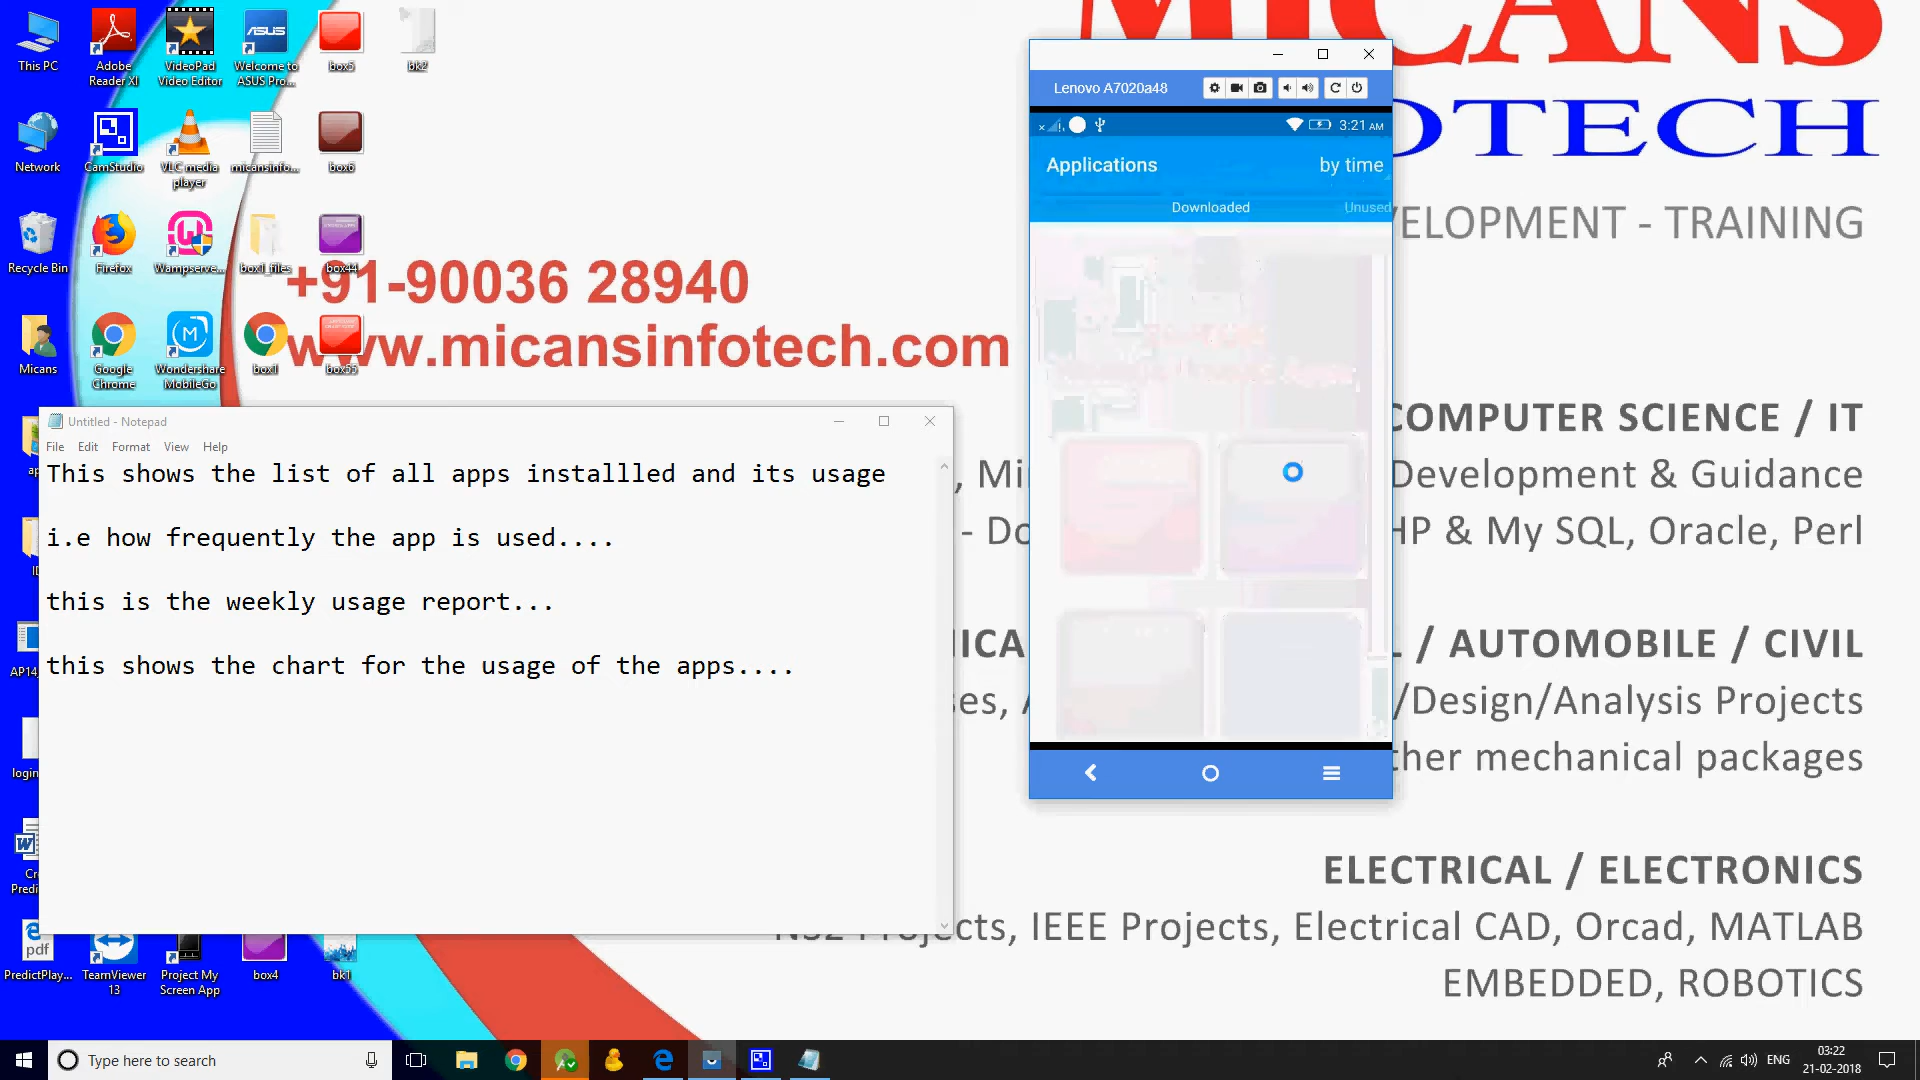 This PC
Adobe
Reader XI
VideoPad
Video Editor
Welcome to
ASUS Pro...
box5
bk2
Network
CamStudio
VLC media
player
micansinfo...
box6
Recycle Bin
Firefox
Wampserve...
box1_files
box44
Micans
Google
Chrome
Wondershare
MobileGo
box1
box55
MICANS
OTECH
VELOPMENT - TRAINING
+91-90036 28940
www.micansinfotech.com
COMPUTER SCIENCE / IT
Development & Guidance
HP & My SQL, Oracle, Perl
/ AUTOMOBILE / CIVIL
/Design/Analysis Projects
ther mechanical packages
ELECTRICAL / ELECTRONICS
cts, IEEE Projects, Electrical CAD, Orcad, MATLAB
EMBEDDED, ROBOTICS
Lenovo A7020a48
3:21 AM
Applications
by time
Downloaded
Unused
Untitled - Notepad
File Edit Format View Help
This shows the list of all apps installlled and its usage
i.e how frequently the app is used....
this is the weekly usage report...
this shows the chart for the usage of the apps....
AP14
login
PredictPlay...
TeamViewer
13
Project My
Screen App
box4
bk1
Type here to search
ENG
03:22
21-02-2018